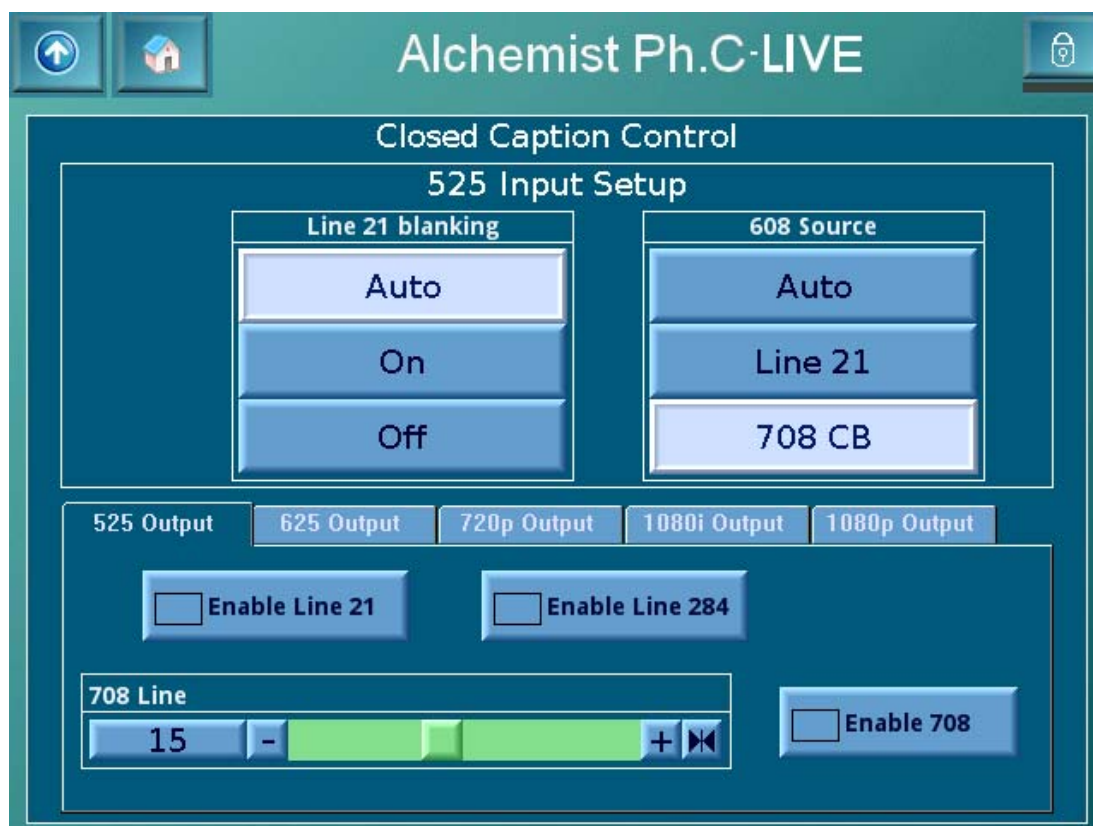 Alchemist Ph.C-LIVE
Closed Caption Control
525 Input Setup
Line 21 blanking
Auto
On
Off
608 Source
Auto
Line 21
708 CB
525 Output
625 Output
720p Output
1080i Output
1080p Output
Enable Line 21
Enable Line 284
708 Line
15
-
+
Enable 708